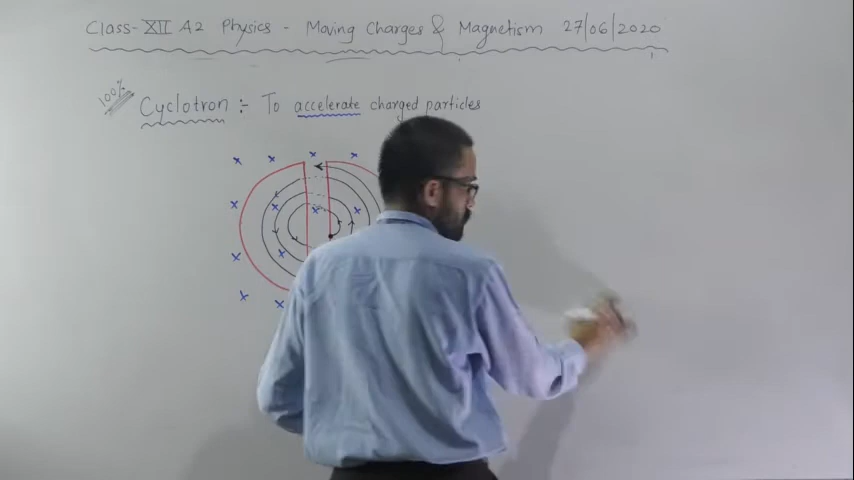 Class-XII A2 Physics - Moving Charges & Magnetism 27/06/2020
100%
Cyclotron :- To accelerate charged particles